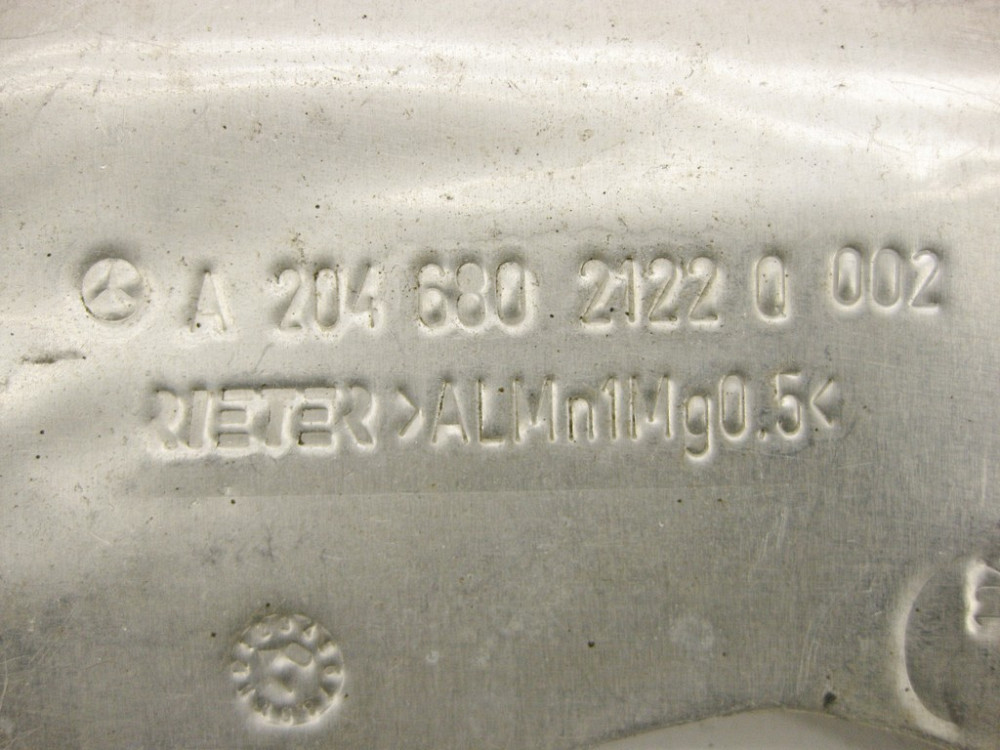 A 204 680 2122 Q 002
RIETER >ALMn1Mg0.5<